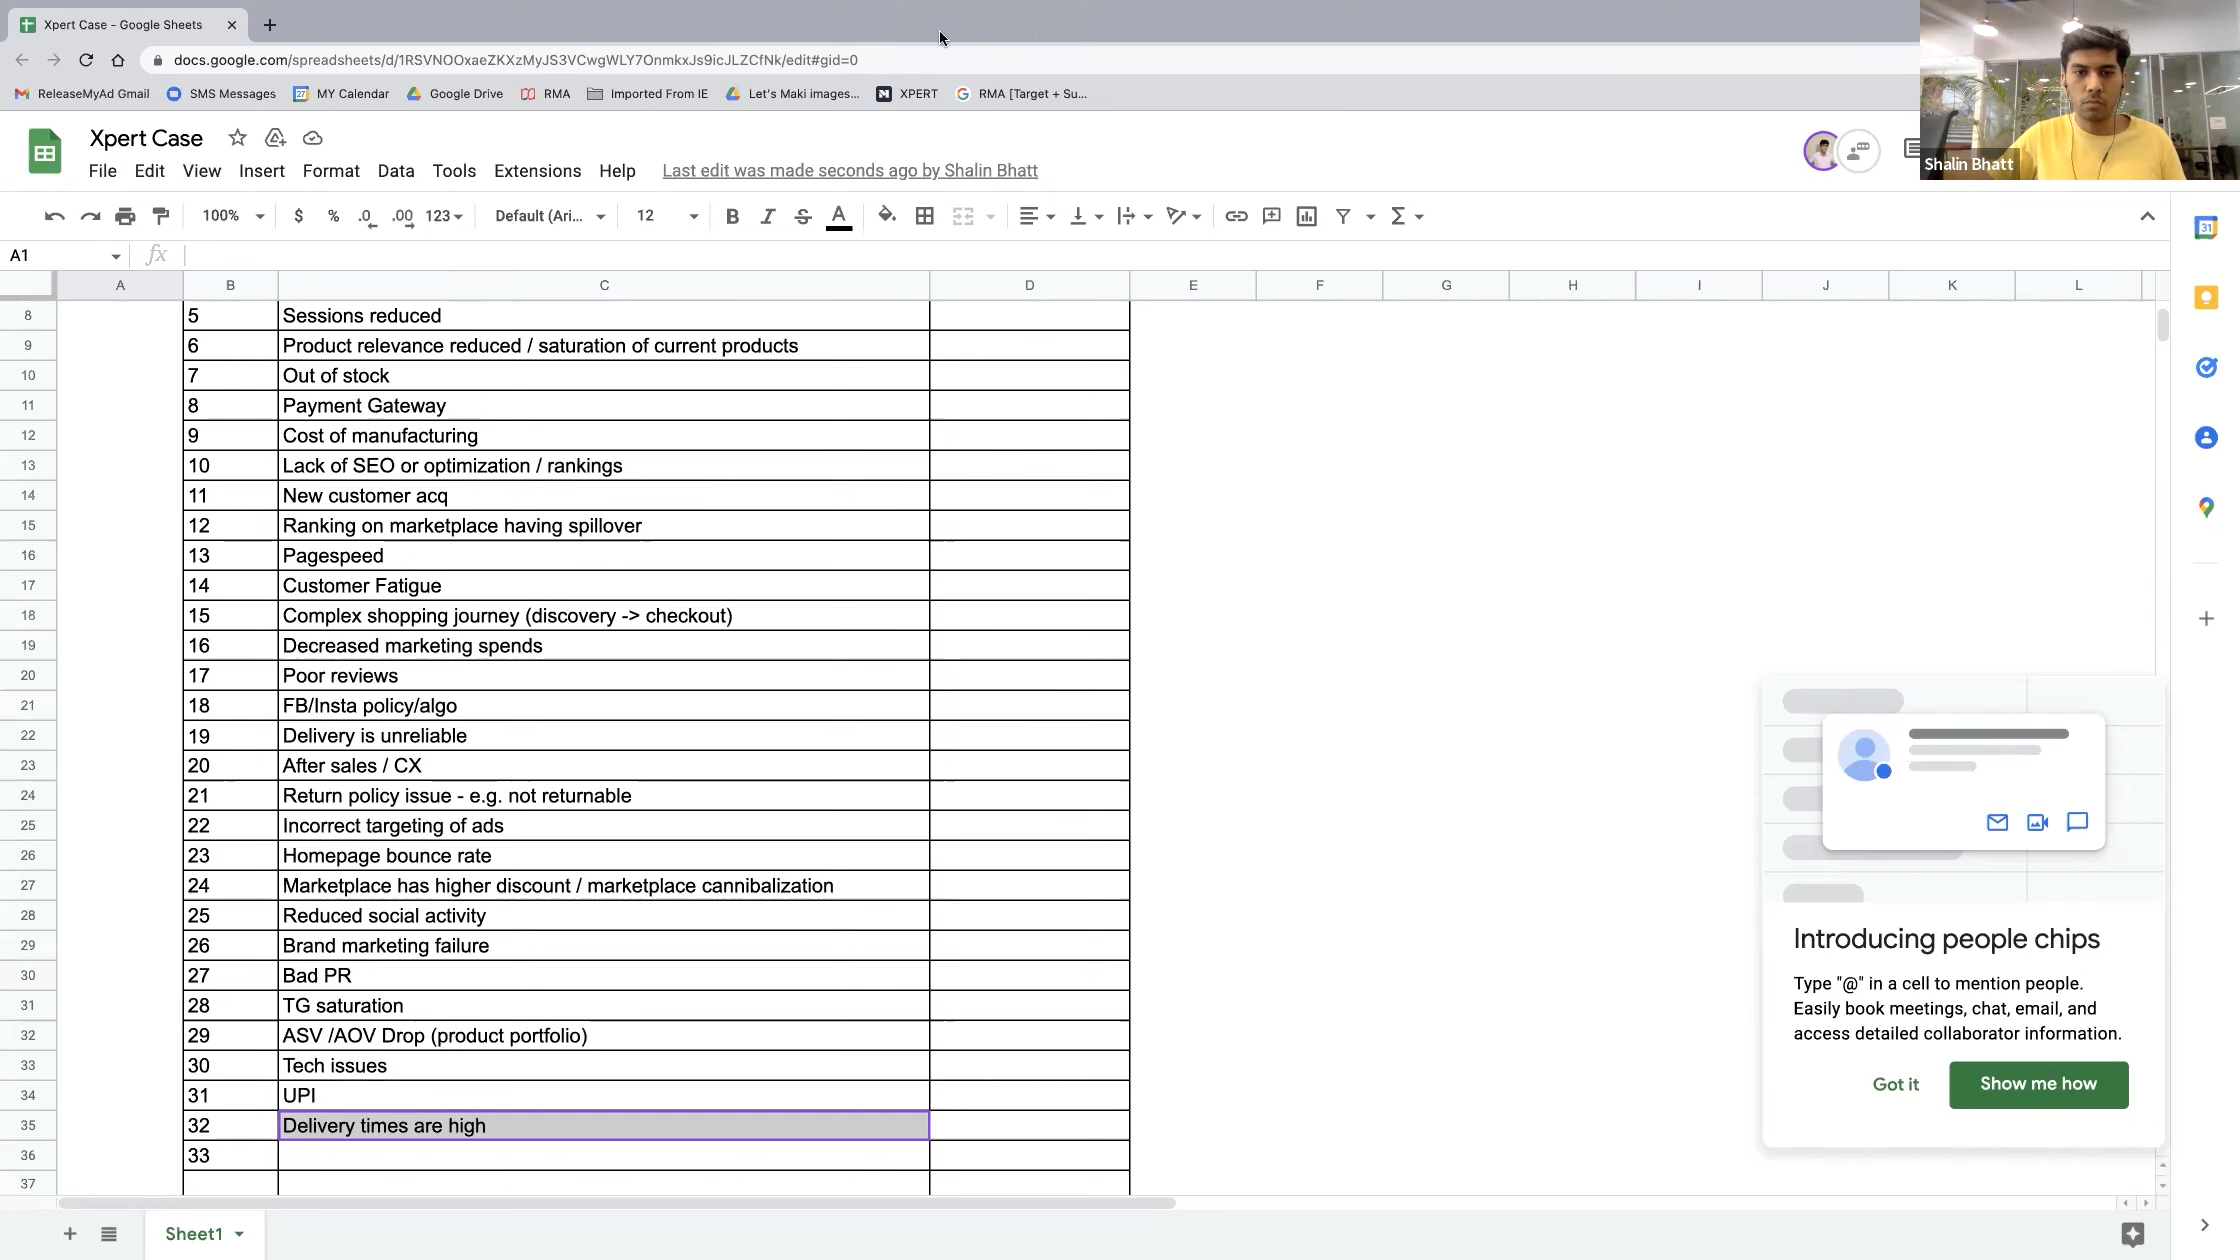 Xpert Case - Google Sheets
docs.google.com/spreadsheets/d/1RSVNOOxaeZKXzMyJS3VCwgWLY7OnmkxJs9icJLZCfNk/edit#gid=0
ReleaseMyAd Gmail SMS Messages MY Calendar Google Drive RMA Imported From IE Let's Maki images... XPERT RMA [Target + Su...
Xpert Case
File Edit View Insert Format Data Tools Extensions Help Last edit was made seconds ago by Shalin Bhatt
Shalin Bhatt
100% $ % .0 .00 123 Default (Ari... 12 B I S A
A1 fx
A B C D E F G H I J K L
8 5 Sessions reduced
9 6 Product relevance reduced / saturation of current products
10 7 Out of stock
11 8 Payment Gateway
12 9 Cost of manufacturing
13 10 Lack of SEO or optimization / rankings
14 11 New customer acq
15 12 Ranking on marketplace having spillover
16 13 Pagespeed
17 14 Customer Fatigue
18 15 Complex shopping journey (discovery -> checkout)
19 16 Decreased marketing spends
20 17 Poor reviews
21 18 FB/Insta policy/algo
22 19 Delivery is unreliable
23 20 After sales / CX
24 21 Return policy issue - e.g. not returnable
25 22 Incorrect targeting of ads
26 23 Homepage bounce rate
27 24 Marketplace has higher discount / marketplace cannibalization
28 25 Reduced social activity
29 26 Brand marketing failure
30 27 Bad PR
31 28 TG saturation
32 29 ASV /AOV Drop (product portfolio)
33 30 Tech issues
34 31 UPI
35 32 Delivery times are high
36 33
37
Introducing people chips
Type "@" in a cell to mention people.
Easily book meetings, chat, email, and
access detailed collaborator information.
Got it Show me how
Sheet1